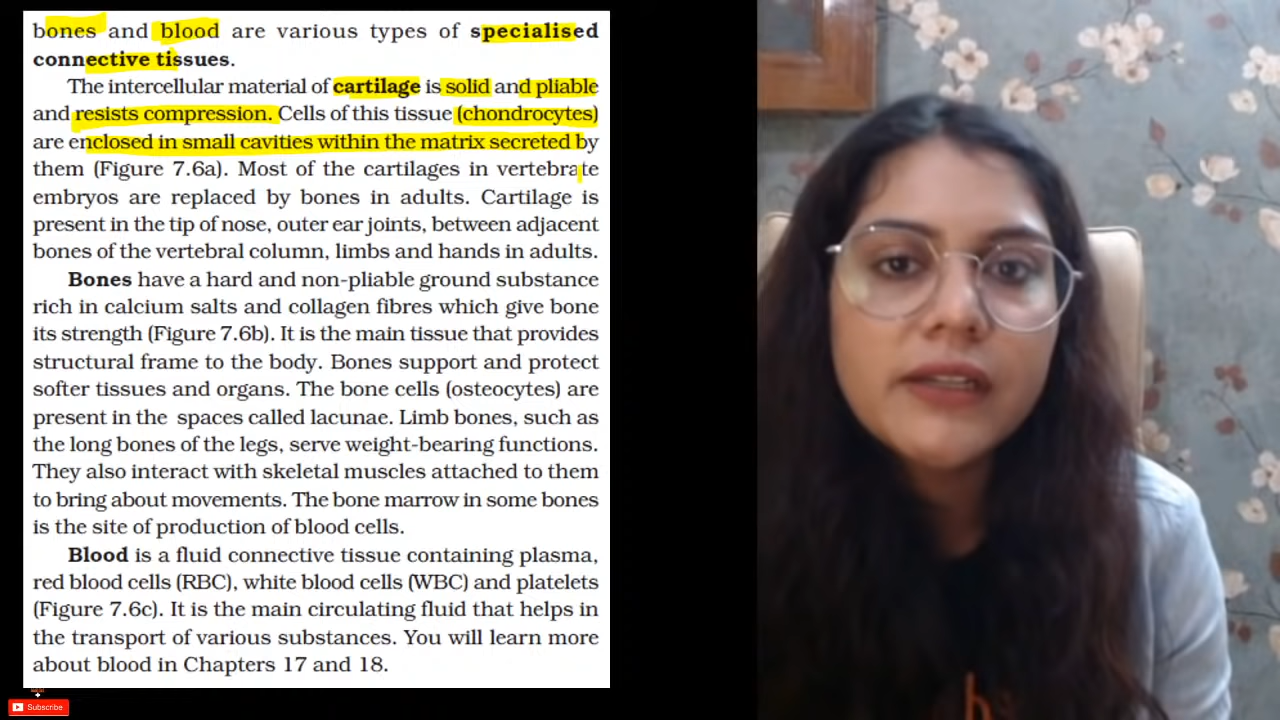 bones and blood are various types of specialised
connective tissues.
The intercellular material of cartilage is solid and pliable
and resists compression. Cells of this tissue (chondrocytes)
are enclosed in small cavities within the matrix secreted by
them (Figure 7.6a). Most of the cartilages in vertebrate
embryos are replaced by bones in adults. Cartilage is
present in the tip of nose, outer ear joints, between adjacent
bones of the vertebral column, limbs and hands in adults.
Bones have a hard and non-pliable ground substance
rich in calcium salts and collagen fibres which give bone
its strength (Figure 7.6b). It is the main tissue that provides
structural frame to the body. Bones support and protect
softer tissues and organs. The bone cells (osteocytes) are
present in the spaces called lacunae. Limb bones, such as
the long bones of the legs, serve weight-bearing functions.
They also interact with skeletal muscles attached to them
to bring about movements. The bone marrow in some bones
is the site of production of blood cells.
Blood is a fluid connective tissue containing plasma,
red blood cells (RBC), white blood cells (WBC) and platelets
(Figure 7.6c). It is the main circulating fluid that helps in
the transport of various substances. You will learn more
about blood in Chapters 17 and 18.
Subscribe